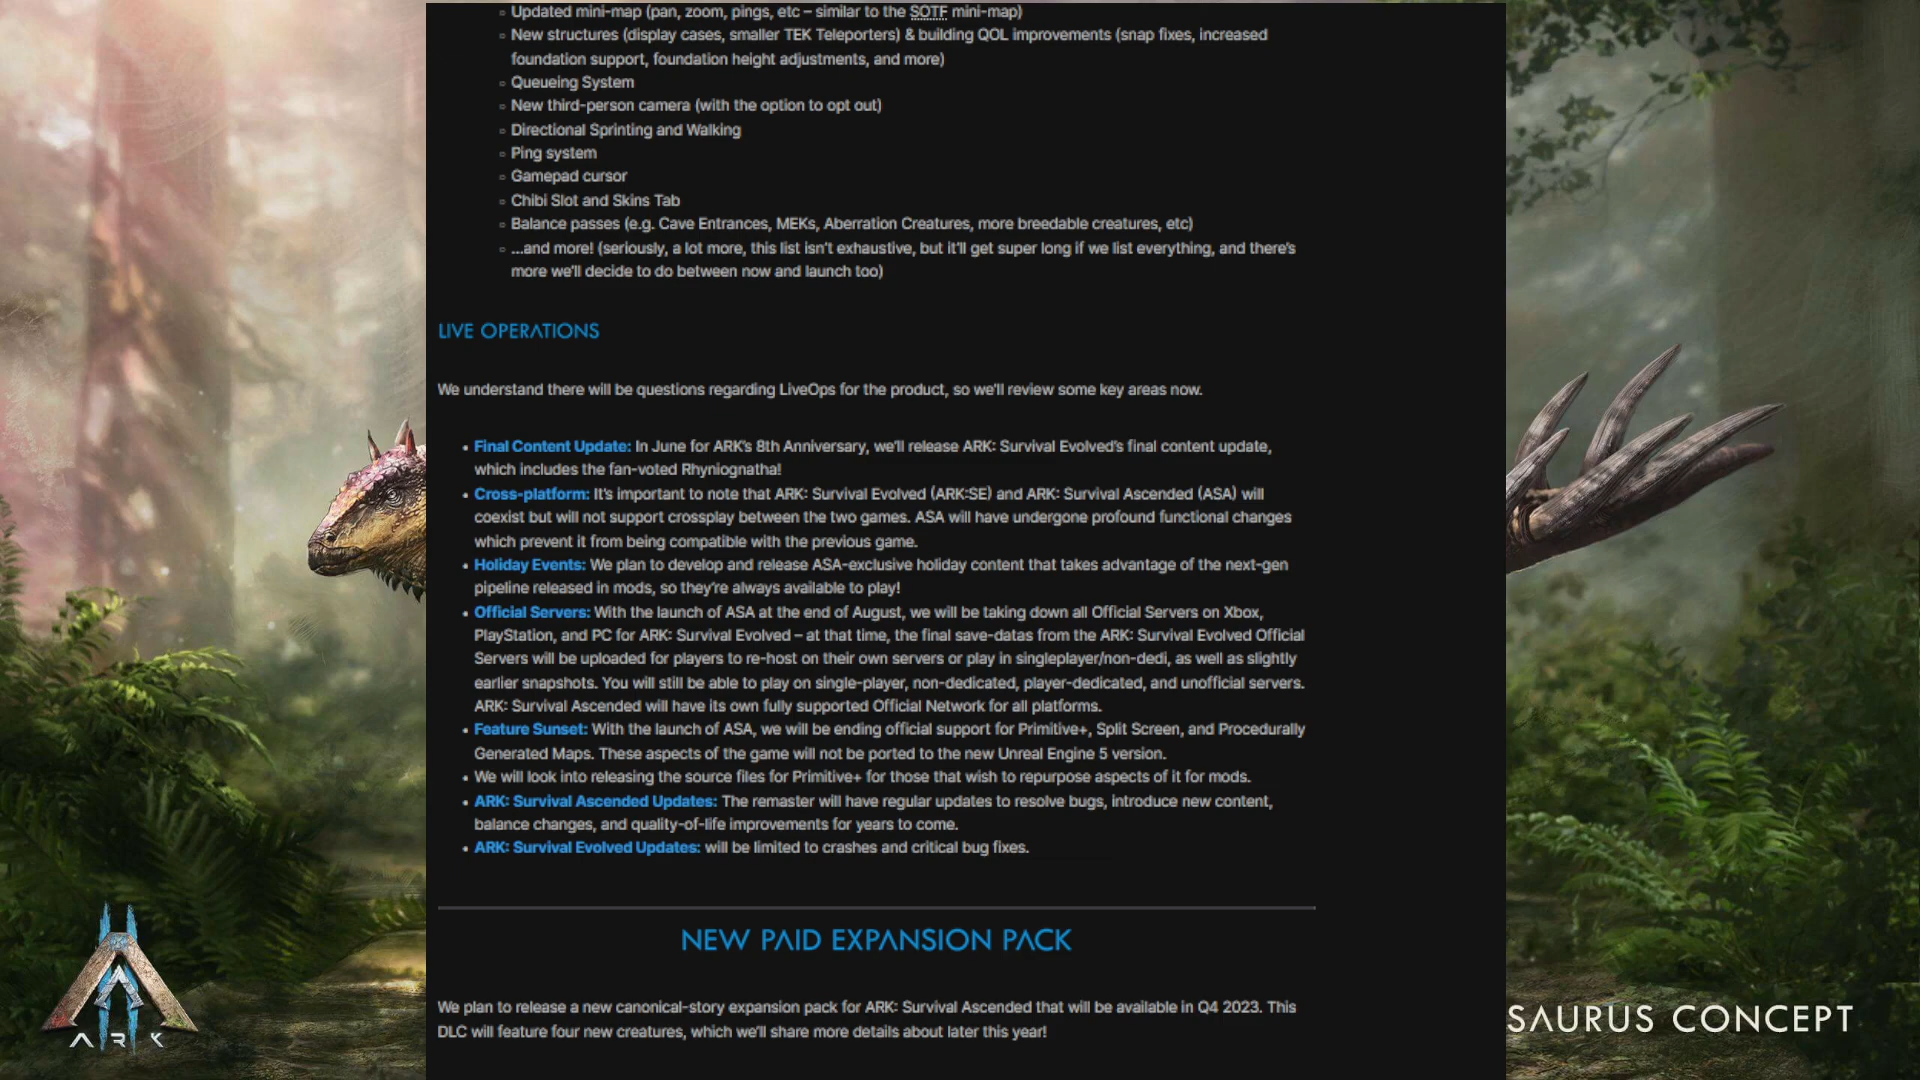 Updated mini-map (pan, zoom, pings, etc – similar to the SOTF mini-map)
New structures (display cases, smaller TEK Teleporters) & building QOL improvements (snap fixes, increased
foundation support, foundation height adjustments, and more)
Queueing System
New third-person camera (with the option to opt out)
Directional Sprinting and Walking
Ping system
Gamepad cursor
Chibi Slot and Skins Tab
Balance passes (e.g. Cave Entrances, MEKs, Aberration Creatures, more breedable creatures, etc)
...and more! (seriously, a lot more, this list isn't exhaustive, but it'll get super long if we list everything, and there's
more we'll decide to do between now and launch too)
LIVE OPERATIONS
We understand there will be questions regarding LiveOps for the product, so we'll review some key areas now.
Final Content Update: In June for ARK's 8th Anniversary, we'll release ARK: Survival Evolved's final content update,
which includes the fan-voted Rhyniognatha!
Cross-platform: It's important to note that ARK: Survival Evolved (ARK:SE) and ARK: Survival Ascended (ASA) will
coexist but will not support crossplay between the two games. ASA will have undergone profound functional changes
which prevent it from being compatible with the previous game.
Holiday Events: We plan to develop and release ASA-exclusive holiday content that takes advantage of the next-gen
pipeline released in mods, so they're always available to play!
Official Servers: With the launch of ASA at the end of August, we will be taking down all Official Servers on Xbox,
PlayStation, and PC for ARK: Survival Evolved – at that time, the final save-datas from the ARK: Survival Evolved Official
Servers will be uploaded for players to re-host on their own servers or play in singleplayer/non-dedi, as well as slightly
earlier snapshots. You will still be able to play on single-player, non-dedicated, player-dedicated, and unofficial servers.
ARK: Survival Ascended will have its own fully supported Official Network for all platforms.
Feature Sunset: With the launch of ASA, we will be ending official support for Primitive+, Split Screen, and Procedurally
Generated Maps. These aspects of the game will not be ported to the new Unreal Engine 5 version.
We will look into releasing the source files for Primitive+ for those that wish to repurpose aspects of it for mods.
ARK: Survival Ascended Updates: The remaster will have regular updates to resolve bugs, introduce new content,
balance changes, and quality-of-life improvements for years to come.
ARK: Survival Evolved Updates: will be limited to crashes and critical bug fixes.
NEW PAID EXPANSION PACK
We plan to release a new canonical-story expansion pack for ARK: Survival Ascended that will be available in Q4 2023. This
DLC will feature four new creatures, which we'll share more details about later this year!
ARK
SAURUS CONCEPT